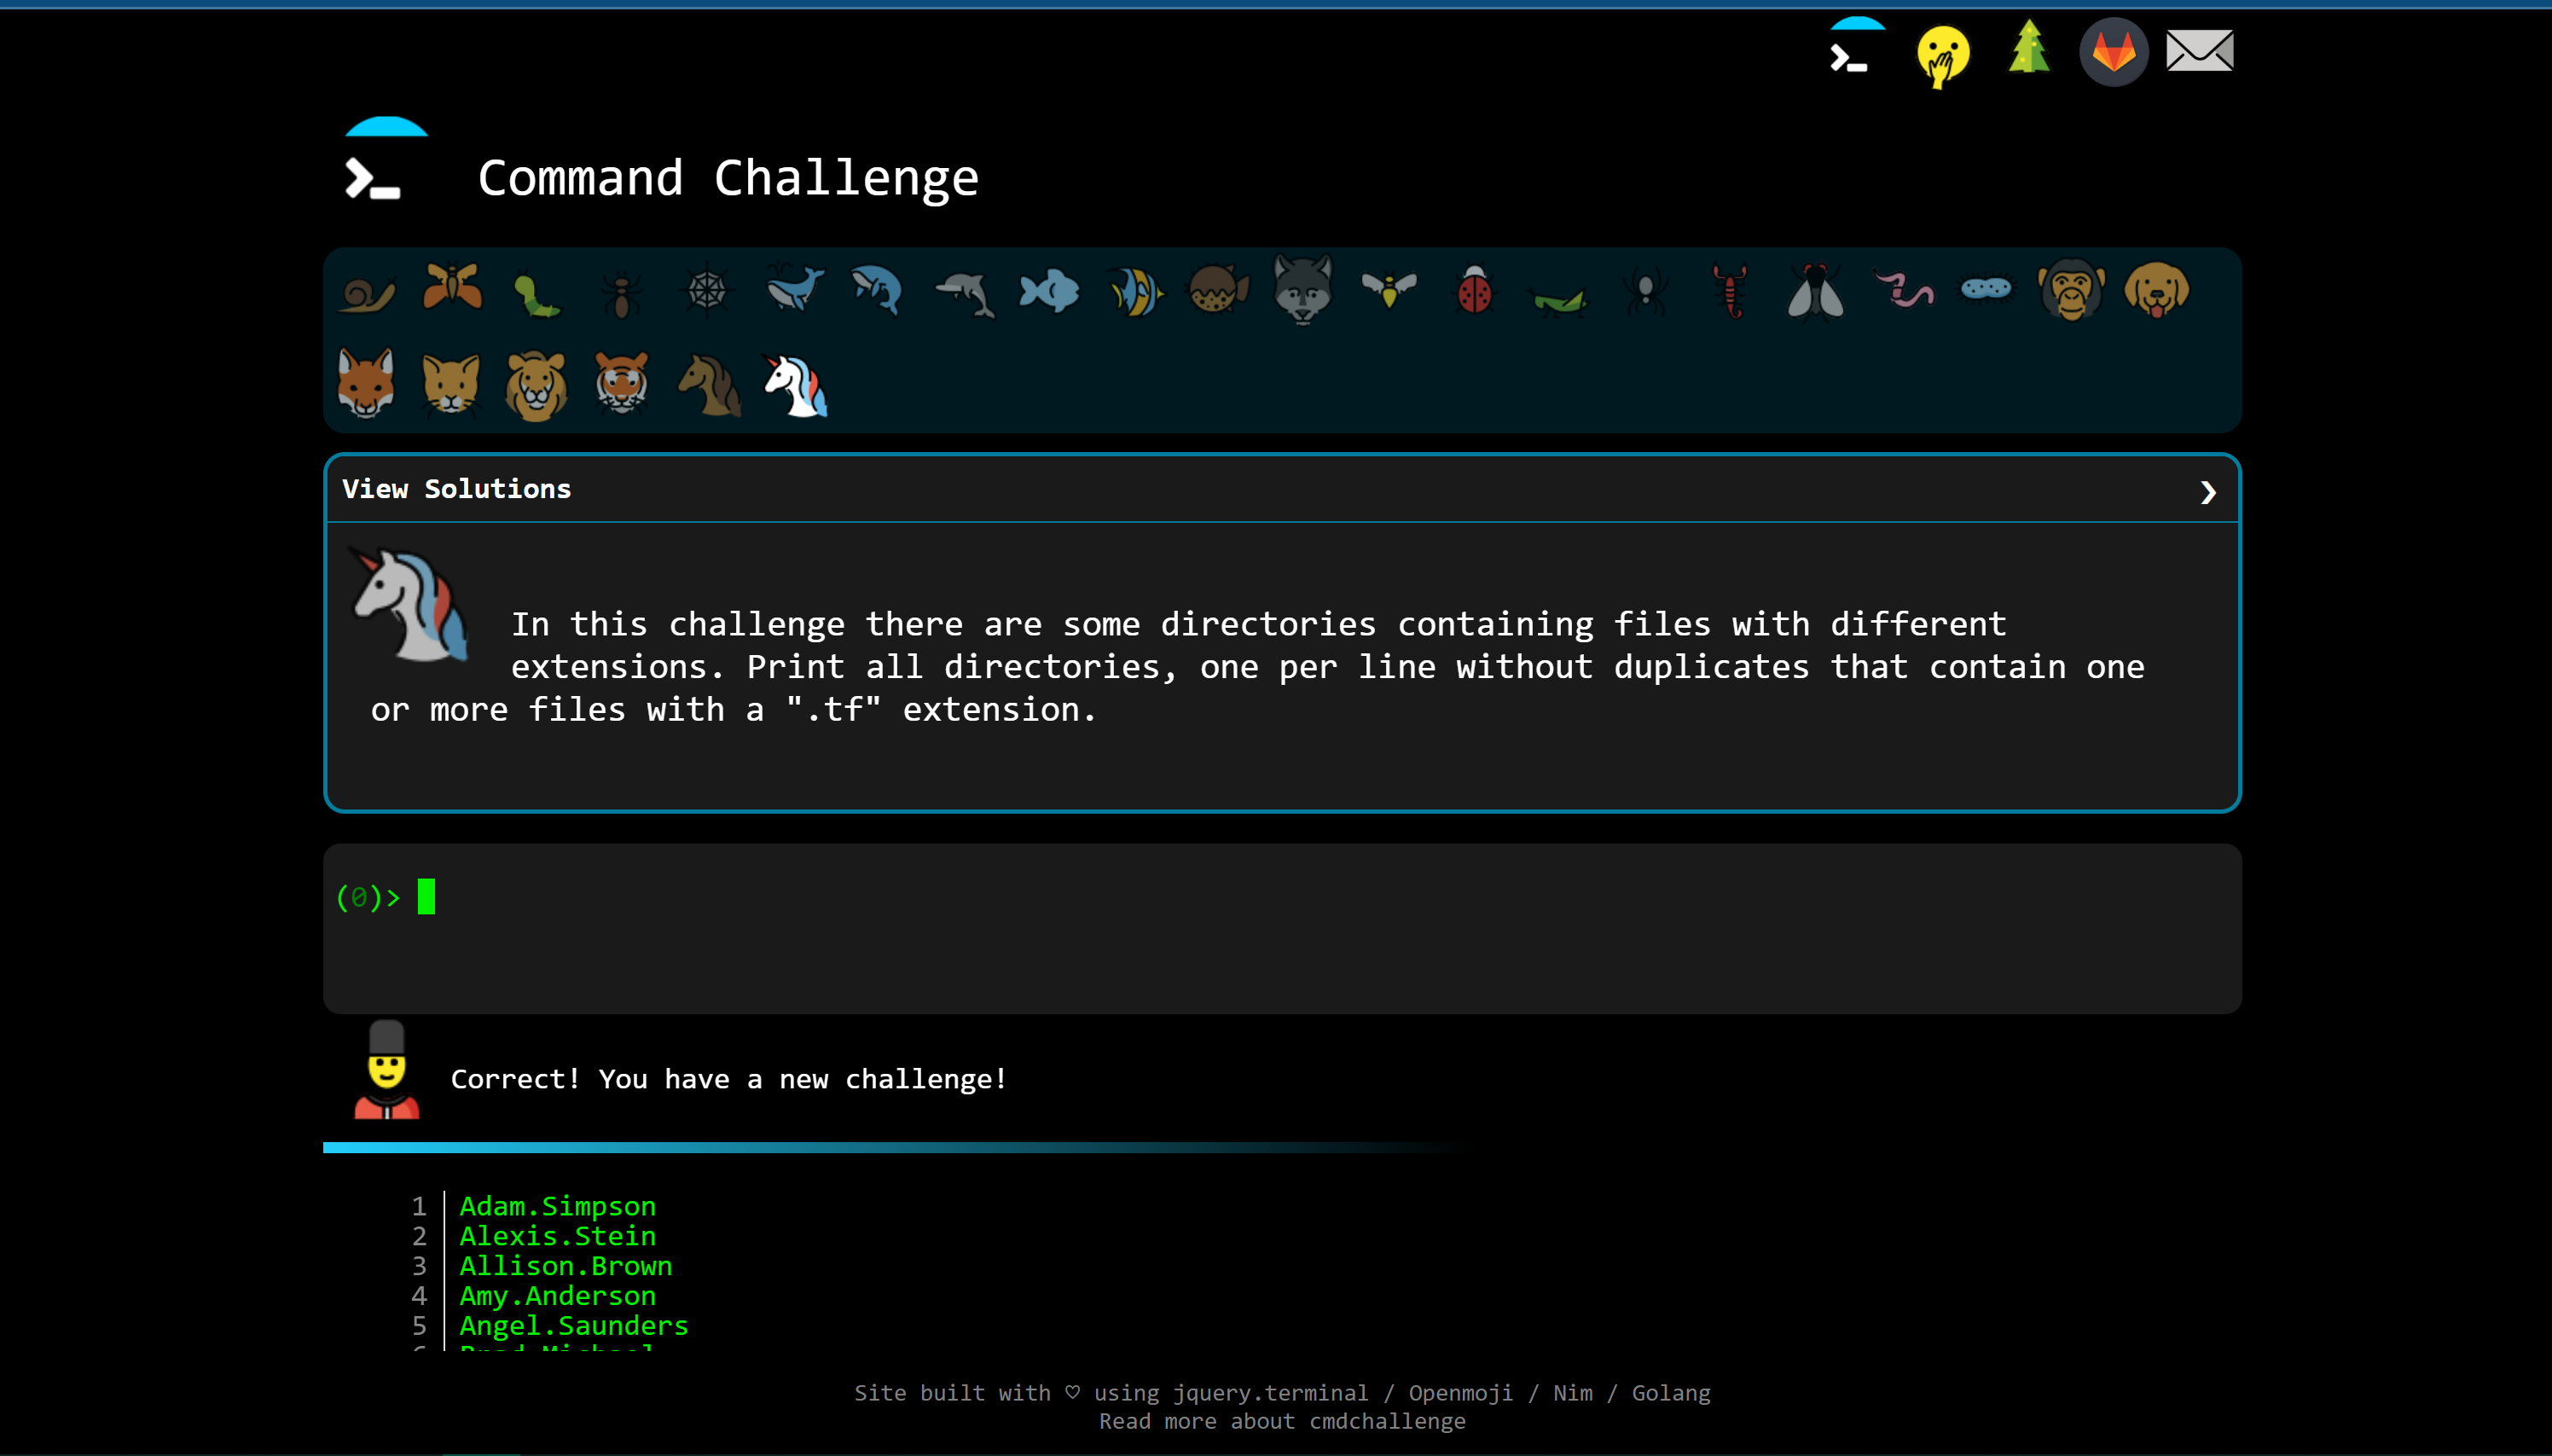 Command Challenge
View Solutions
In this challenge there are some directories containing files with different
extensions. Print all directories, one per line without duplicates that contain one
or more files with a ".tf" extension.
(0)>
Correct! You have a new challenge!
1 Adam.Simpson
2 Alexis.Stein
3 Allison.Brown
4 Amy.Anderson
5 Angel.Saunders
Site built with ♡ using jquery.terminal / Openmoji / Nim / Golang
Read more about cmdchallenge